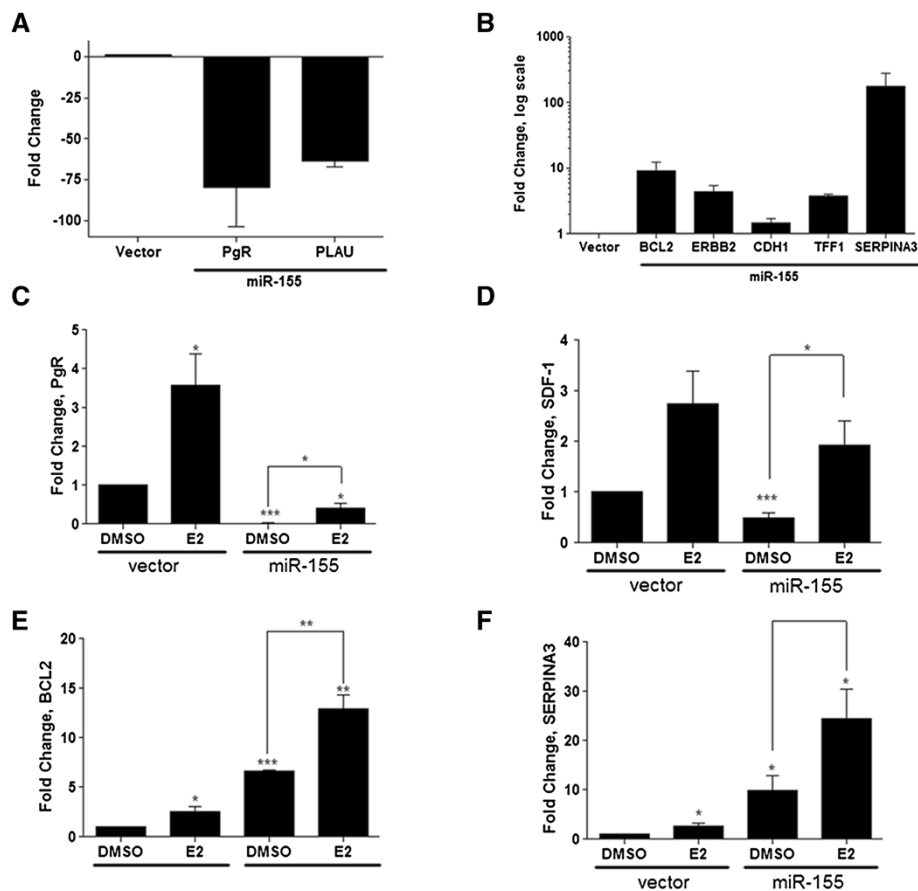 A
Fold Change
0
-25
-50
-75
-100
Vector
PgR
PLAU
miR-155
B
Fold Change, log scale
1000
100
10
1
Vector
BCL2
ERBB2
CDH1
TFF1
SERPINA3
miR-155
C
Fold Change, PgR
5
4
3
2
1
0
*
***
*
*
DMSO
E2
DMSO
E2
vector
miR-155
D
Fold Change, SDF-1
4
3
2
1
0
***
*
DMSO
E2
DMSO
E2
vector
miR-155
E
Fold Change, BCL2
20
15
10
5
0
*
***
**
**
DMSO
E2
DMSO
E2
F
Fold Change, SERPINA3
40
30
20
10
0
*
*
*
DMSO
E2
DMSO
E2
vector
miR-155